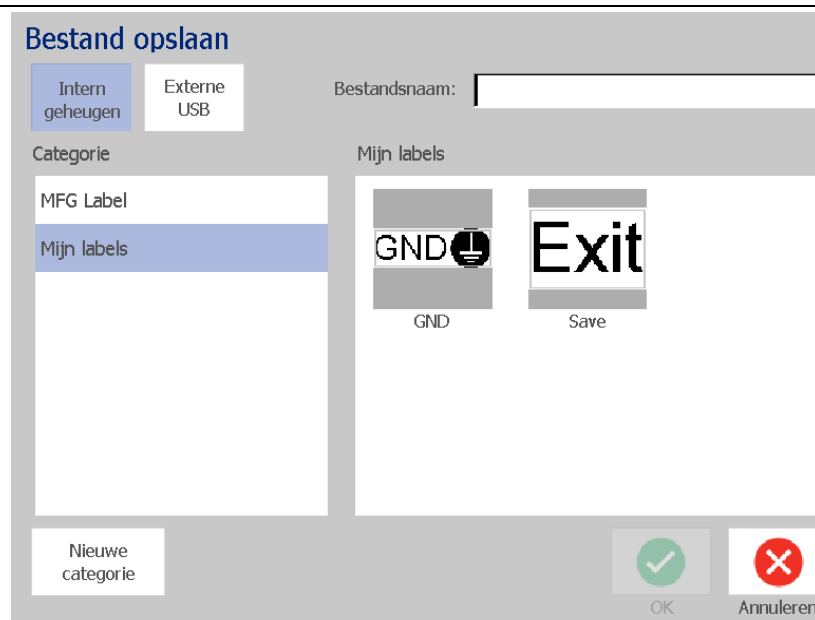 Bestand opslaan
Intern
geheugen
Externe
USB
Bestandsnaam:
Categorie
Mijn labels
MFG Label
Mijn labels
GND
Exit
GND
Save
Nieuwe
categorie
OK
Annuleren